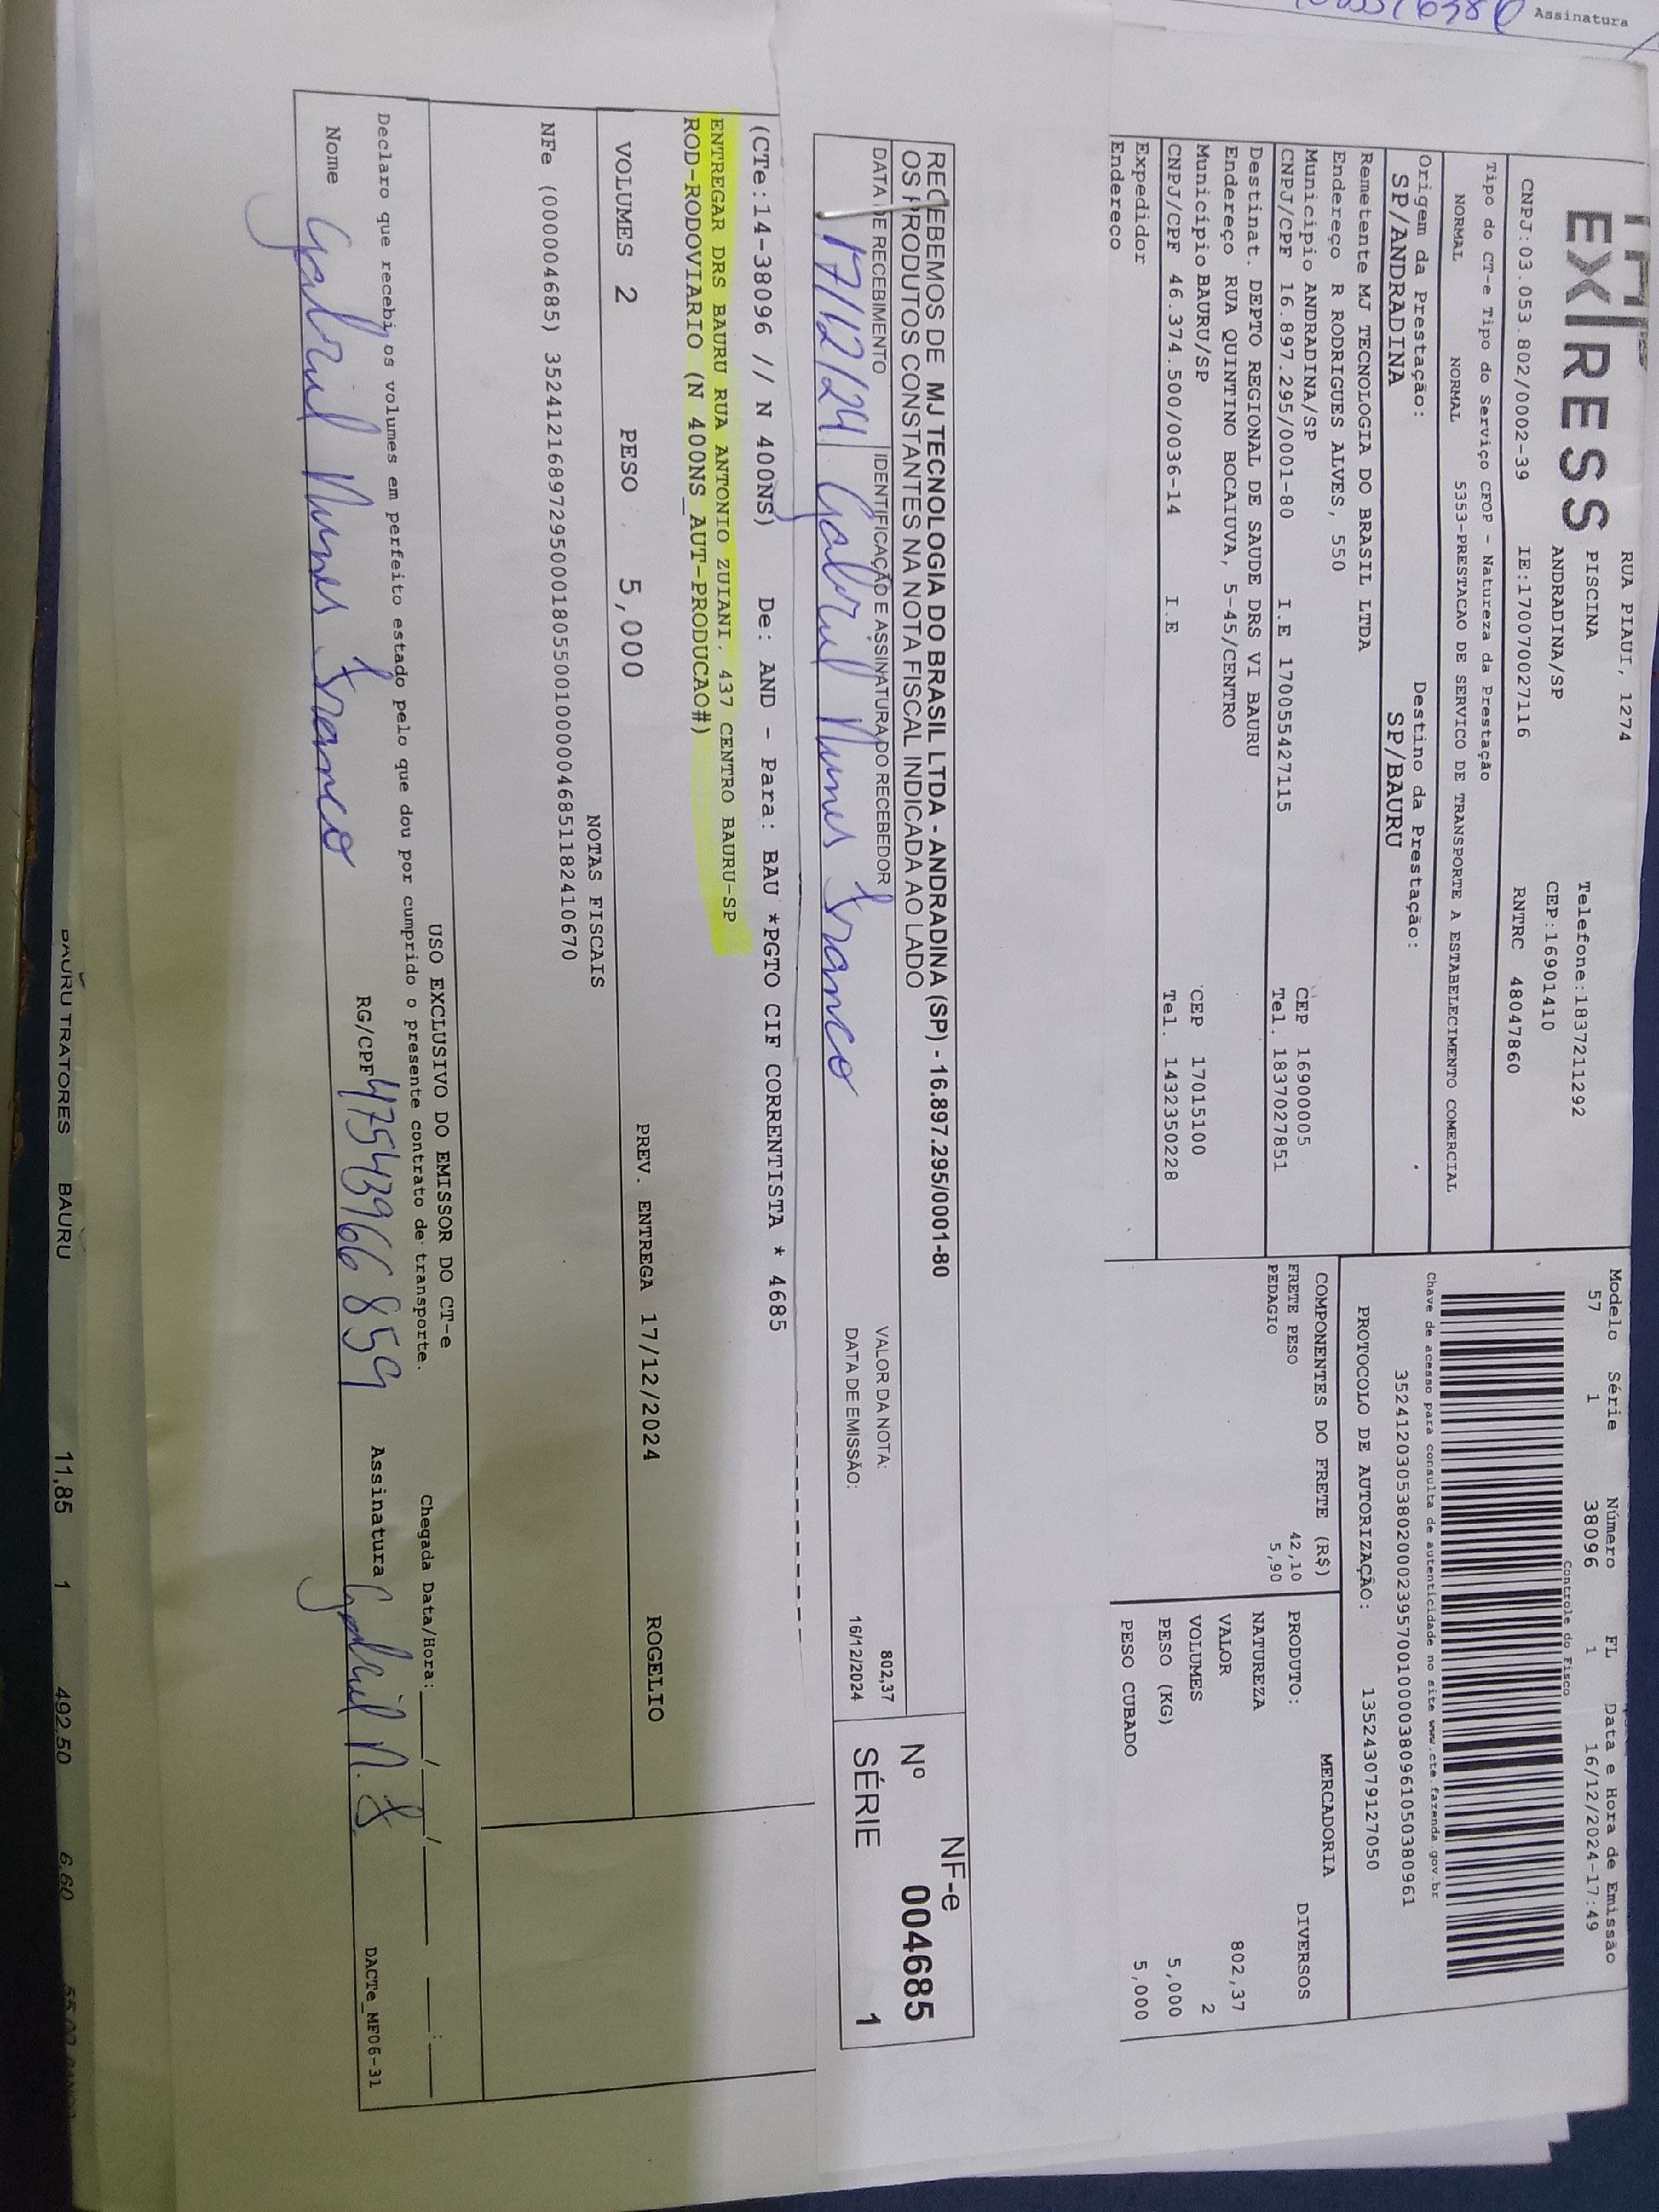 Assinatura
EXPRESS
RUA PIAUI, 1274
PISCINA
Telefone:1837211292
ANDRADINA/SP
CEP:16901410
CNPJ:03.053.802/0002-39
IE:170070027116
RNTRC 48047860
Tipo do CT-e Tipo do Serviço CFOP - Natureza da Prestação
NORMAL NORMAL 5353-PRESTACAO DE SERVICO DE TRANSPORTE A ESTABELECIMENTO COMERCIAL
Origem da Prestação: Destino da Prestação:
SP/ANDRADINA SP/BAURU
Remetente MJ TECNOLOGIA DO BRASIL LTDA
Endereço R RODRIGUES ALVES, 550
Municipio ANDRADINA/SP CEP 16900005
CNPJ/CPF 16.897.295/0001-80 I.E 170055427115 Tel. 1837027851
Destinat. DEPTO REGIONAL DE SAUDE DRS VI BAURU
Endereço RUA QUINTINO BOCAIUVA, 5-45/CENTRO
Municipio BAURU/SP CEP 17015100
CNPJ/CPF 46.374.500/0036-14 I.E Tel. 1432350228
Expedidor
Endereco
Modelo Série Número FL Data e Hora de Emissão
57 1 38096 1 16/12/2024-17:49
Controle do Fisco
Chave de acesso para consulta de autenticidade no site www.cte.fazenda.gov.br
35241203053802000239570010000380961050380961
PROTOCOLO DE AUTORIZAÇÃO: 135243079127050
COMPONENTES DO FRETE (R$)
FRETE PESO 42,10
PEDAGIO 5,90
MERCADORIA
PRODUTO: DIVERSOS
NATUREZA
VALOR 802,37
VOLUMES 2
PESO (KG) 5,000
PESO CUBADO 5,000
RECEBEMOS DE MJ TECNOLOGIA DO BRASIL LTDA - ANDRADINA (SP) - 16.897.295/0001-80
OS PRODUTOS CONSTANTES NA NOTA FISCAL INDICADA AO LADO
DATA DE RECEBIMENTO
17/12/24
IDENTIFICAÇÃO E ASSINATURA DO RECEBEDOR
Gabriel Nunes Franco
VALOR DA NOTA: 802,37
DATA DE EMISSÃO: 16/12/2024
NF-e
Nº 004685
SÉRIE 1
(CTe:14-38096 // N 400NS) De: AND - Para: BAU *PGTO CIF CORRENTISTA * 4685
ENTREGAR DRS BAURU RUA ANTONIO ZUIANI. 437 CENTRO BAURU-SP
ROD-RODOVIARIO (N 400NS_AUT-PRODUCAO#)
VOLUMES 2 PESO 5,000 PREV. ENTREGA 17/12/2024 ROGELIO
NOTAS FISCAIS
NFe (000004685) 35241216897295000180550010000046851182410670
USO EXCLUSIVO DO EMISSOR DO CT-e
Declaro que recebi os volumes em perfeito estado pelo que dou por cumprido o presente contrato de transporte.
Chegada Data/Hora:____/____/____ ___:___
Nome Gabriel Nunes Franco RG/CPF 47543966859 Assinatura Gabriel N. F.
DACTe_MF06-31
BAURU TRATORES BAURU 11,85 1 492,50 6,60